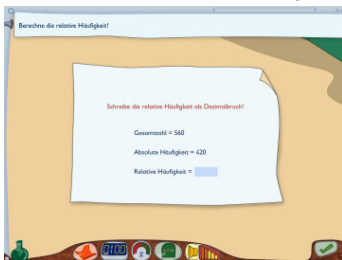 Berechne die relative Häufigkeit!
Schreibe die relative Häufigkeit als Dezimalbruch!
Gesamtzahl = 560
Absolute Häufigkeit = 420
Relative Häufigkeit =